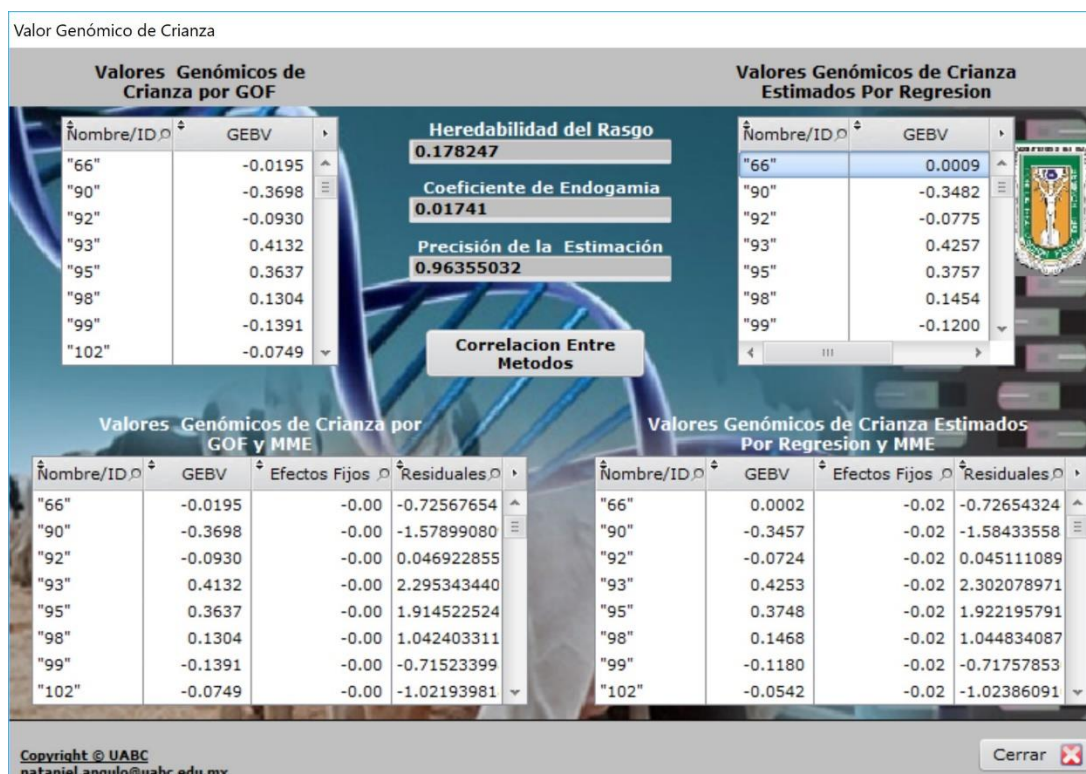 Valor Genómico de Crianza
Valores Genómicos de
Crianza por GOF
Nombre/ID GEBV
"66" -0.0195
"90" -0.3698
"92" -0.0930
"93" 0.4132
"95" 0.3637
"98" 0.1304
"99" -0.1391
"102" -0.0749
Heredabilidad del Rasgo
0.178247
Coeficiente de Endogamia
0.01741
Precisión de la Estimación
0.96355032
Correlacion Entre
Metodos
Valores Genómicos de Crianza
Estimados Por Regresion
Nombre/ID GEBV
"66" 0.0009
"90" -0.3482
"92" -0.0775
"93" 0.4257
"95" 0.3757
"98" 0.1454
"99" -0.1200
Valores Genómicos de Crianza por
GOF y MME
Nombre/ID GEBV Efectos Fijos Residuales
"66" -0.0195 -0.00 -0.72567654
"90" -0.3698 -0.00 -1.57899080
"92" -0.0930 -0.00 0.046922855
"93" 0.4132 -0.00 2.295343440
"95" 0.3637 -0.00 1.914522524
"98" 0.1304 -0.00 1.042403311
"99" -0.1391 -0.00 -0.71523399
"102" -0.0749 -0.00 -1.02193981
Valores Genómicos de Crianza Estimados
Por Regresion y MME
Nombre/ID GEBV Efectos Fijos Residuales
"66" 0.0002 -0.02 -0.72654324
"90" -0.3457 -0.02 -1.58433558
"92" -0.0724 -0.02 0.045111089
"93" 0.4253 -0.02 2.302078971
"95" 0.3748 -0.02 1.922195791
"98" 0.1468 -0.02 1.044834087
"99" -0.1180 -0.02 -0.71757853
"102" -0.0542 -0.02 -1.02386091
Copyright © UABC
nataniel.angulo@uabc.edu.mx
Cerrar